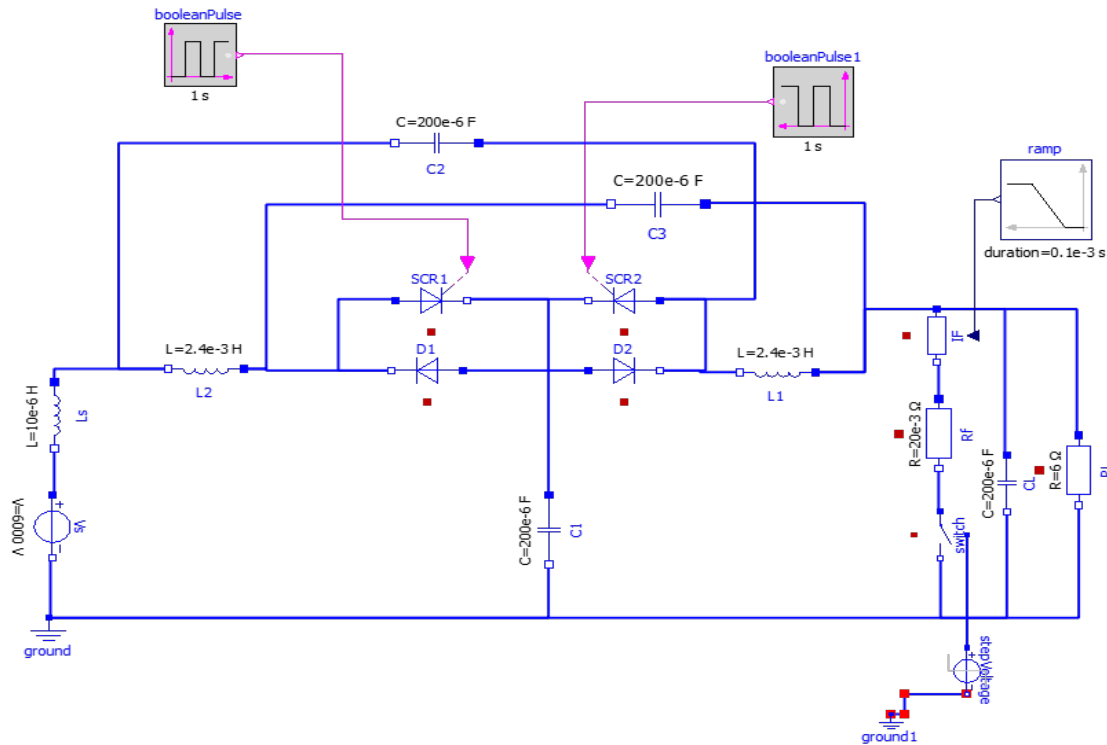 booleanPulse
1 s
booleanPulse1
1 s
C=200e-6 F
C2
C=200e-6 F
C3
ramp
duration=0.1e-3 s
SCR1
SCR2
D1
D2
L=2.4e-3 H
L2
L=2.4e-3 H
L1
L=10e-6 H
Ls
V=6000 V
Vs
C=200e-6 F
C1
IF
R=20e-3 Ω
Rf
switch
C=200e-6 F
CL
R=6 Ω
ground
stepVoltage
ground1